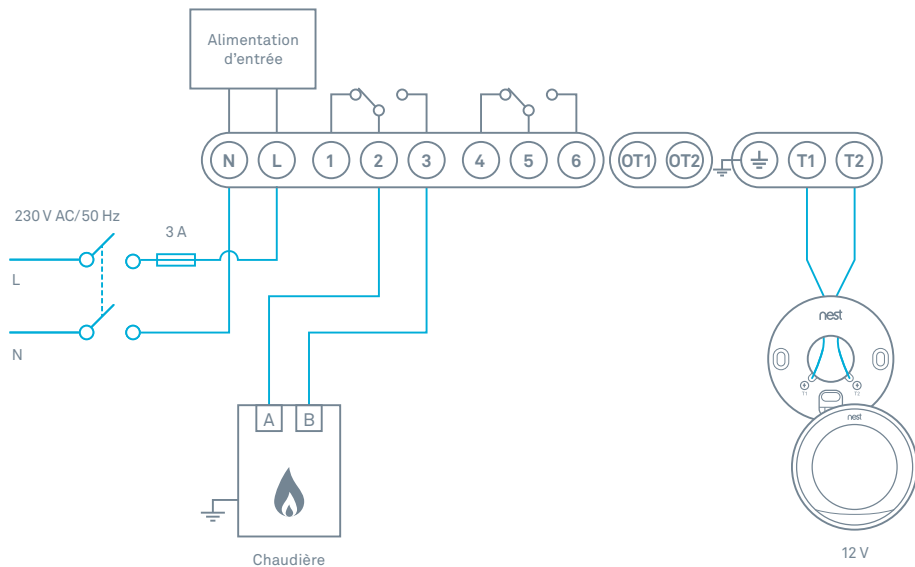 Alimentation
d'entrée
N L 1 2 3 4 5 6 OT1 OT2 T1 T2
230 V AC/50 Hz
3 A
L
N
nest
T1 T2
nest
A B
Chaudière
12 V